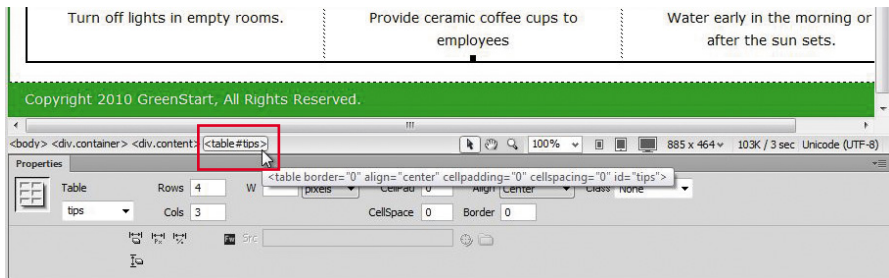 Turn off lights in empty rooms. Provide ceramic coffee cups to Water early in the morning or
employees after the sun sets.
Copyright 2010 GreenStart, All Rights Reserved.
<body> <div.container> <div.content> <table#tips> 100% 885 x 464 103K / 3 sec Unicode (UTF-8)
Properties
<table border="0" align="center" cellpadding="0" cellspacing="0" id="tips">
Table Rows 4 W pixels CellPad 0 Align Center Class None
tips Cols 3 CellSpace 0 Border 0
Fw Src